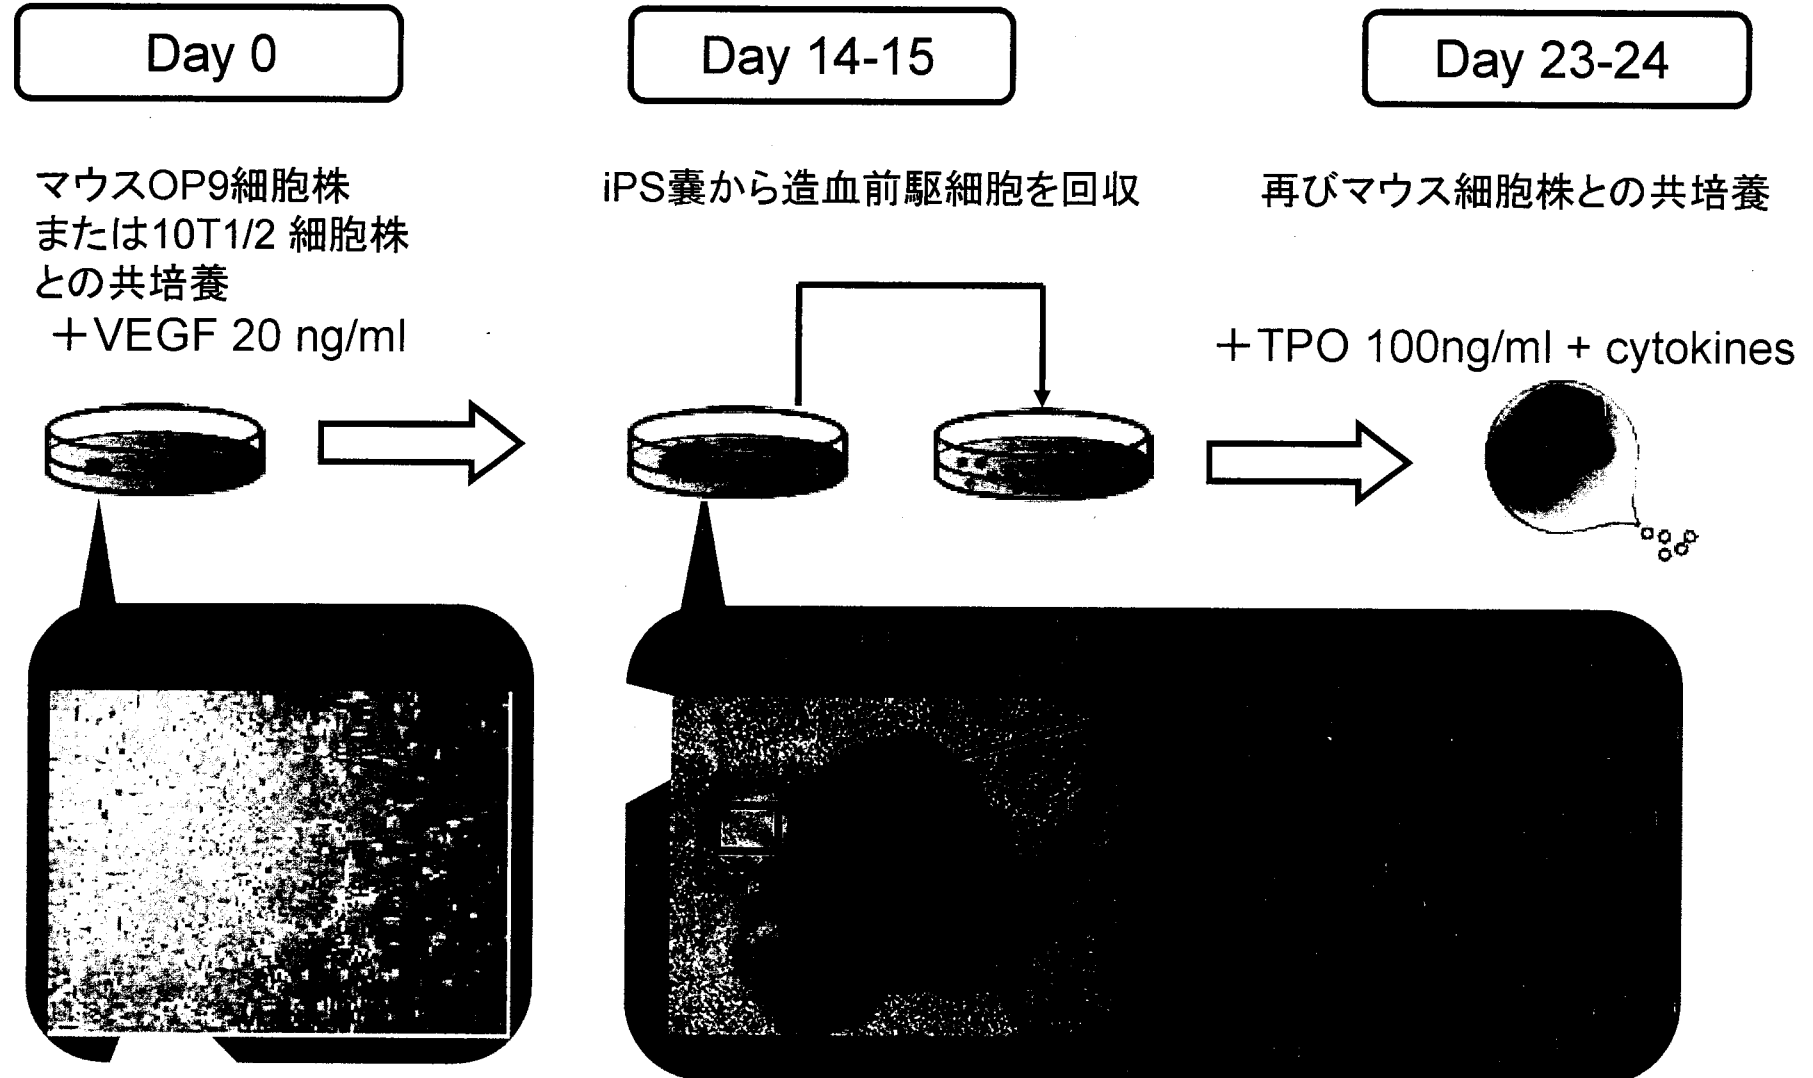 Day 0
Day 14-15
Day 23-24
マウスOP9細胞株
または10T1/2 細胞株
との共培養
＋VEGF 20 ng/ml
iPS嚢から造血前駆細胞を回収
再びマウス細胞株との共培養
＋TPO 100ng/ml + cytokines